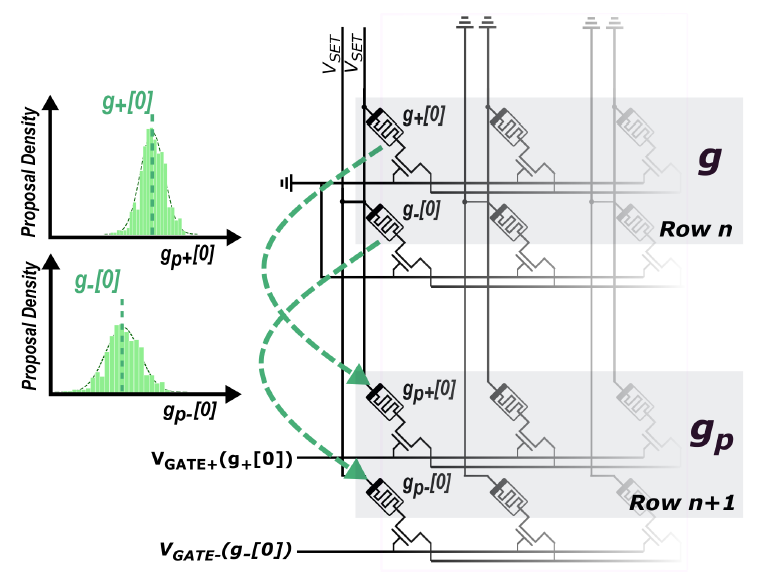 VSET
VSET
g+[0]
Proposal Density
gp+[0]
g-[0]
Proposal Density
gp-[0]
g+[0]
g
g-[0]
Row n
gp+[0]
gp
VGATE+(g+[0])
gp-[0]
Row n+1
VGATE-(g-[0])